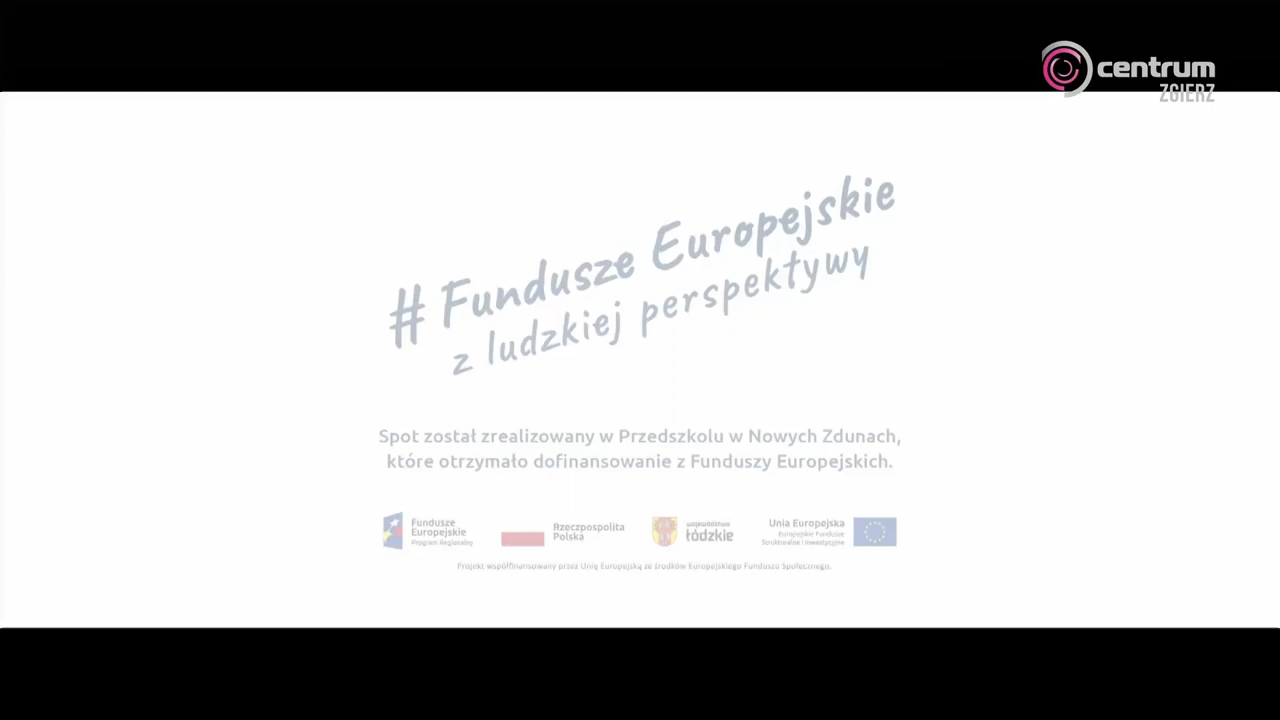 centrum
ZGIERZ
# Fundusze Europejskie
z ludzkiej perspektywy
Spot został zrealizowany w Przedszkolu w Nowych Zdunach,
które otrzymało dofinansowanie z Funduszy Europejskich.
Fundusze
Europejskie
Program Regionalny
Rzeczpospolita
Polska
województwo
łódzkie
Unia Europejska
Europejskie Fundusze
Strukturalne i Inwestycyjne
Projekt współfinansowany przez Unię Europejską ze środków Europejskiego Funduszu Społecznego.